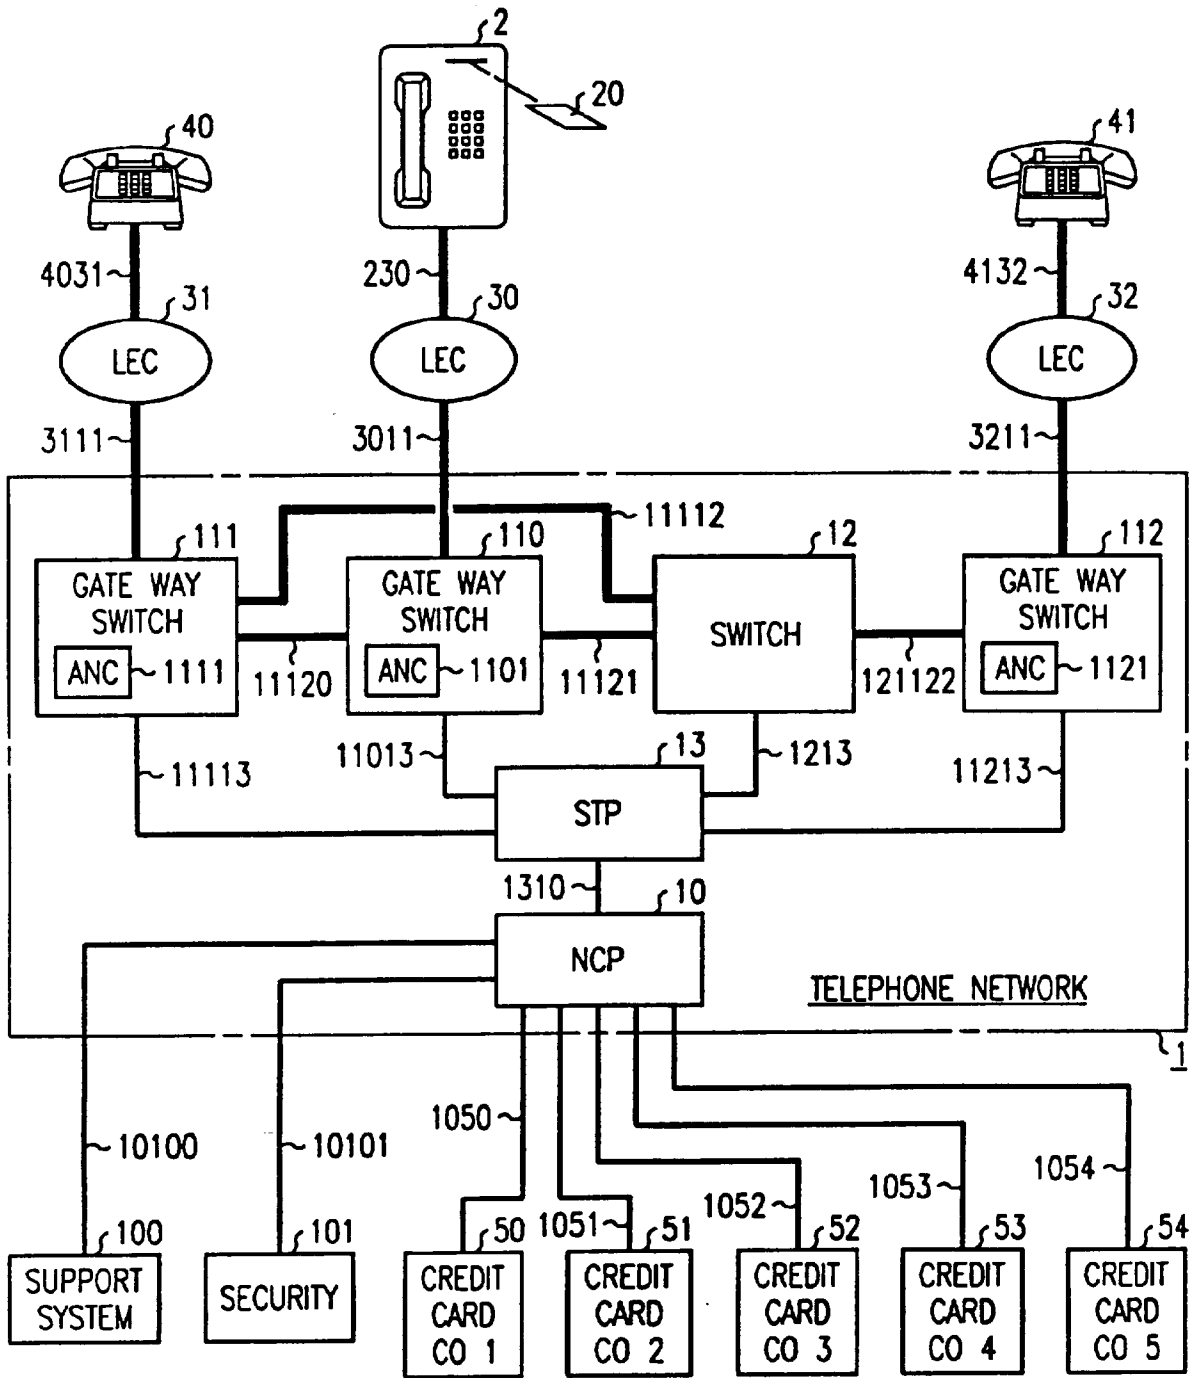 2
20
40
41
4031
230
4132
31
30
32
LEC
LEC
LEC
3111
3011
3211
11112
111
110
12
112
GATE WAY
SWITCH
GATE WAY
SWITCH
SWITCH
GATE WAY
SWITCH
ANC
1111
ANC
1101
ANC
1121
11120
11121
121122
11113
11013
13
1213
11213
STP
1310
10
NCP
TELEPHONE NETWORK
1
10100
10101
1050
1051
1052
1053
1054
100
101
50
51
52
53
54
SUPPORT
SYSTEM
SECURITY
CREDIT
CARD
CO 1
CREDIT
CARD
CO 2
CREDIT
CARD
CO 3
CREDIT
CARD
CO 4
CREDIT
CARD
CO 5